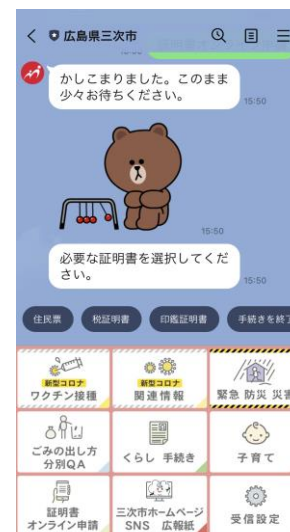 広島県三次市
かしこまりました。このまま
少々お待ちください。
15:50
15:50
必要な証明書を選択してくだ
さい。
15:50
住民票 税証明書 印鑑証明書 手続きを終了
新型コロナ
ワクチン接種
新型コロナ
関連情報
緊急 防災 災害
ごみの出し方
分別QA
くらし 手続き
子育て
証明書
オンライン申請
三次市ホームページ
SNS 広報紙
受信設定